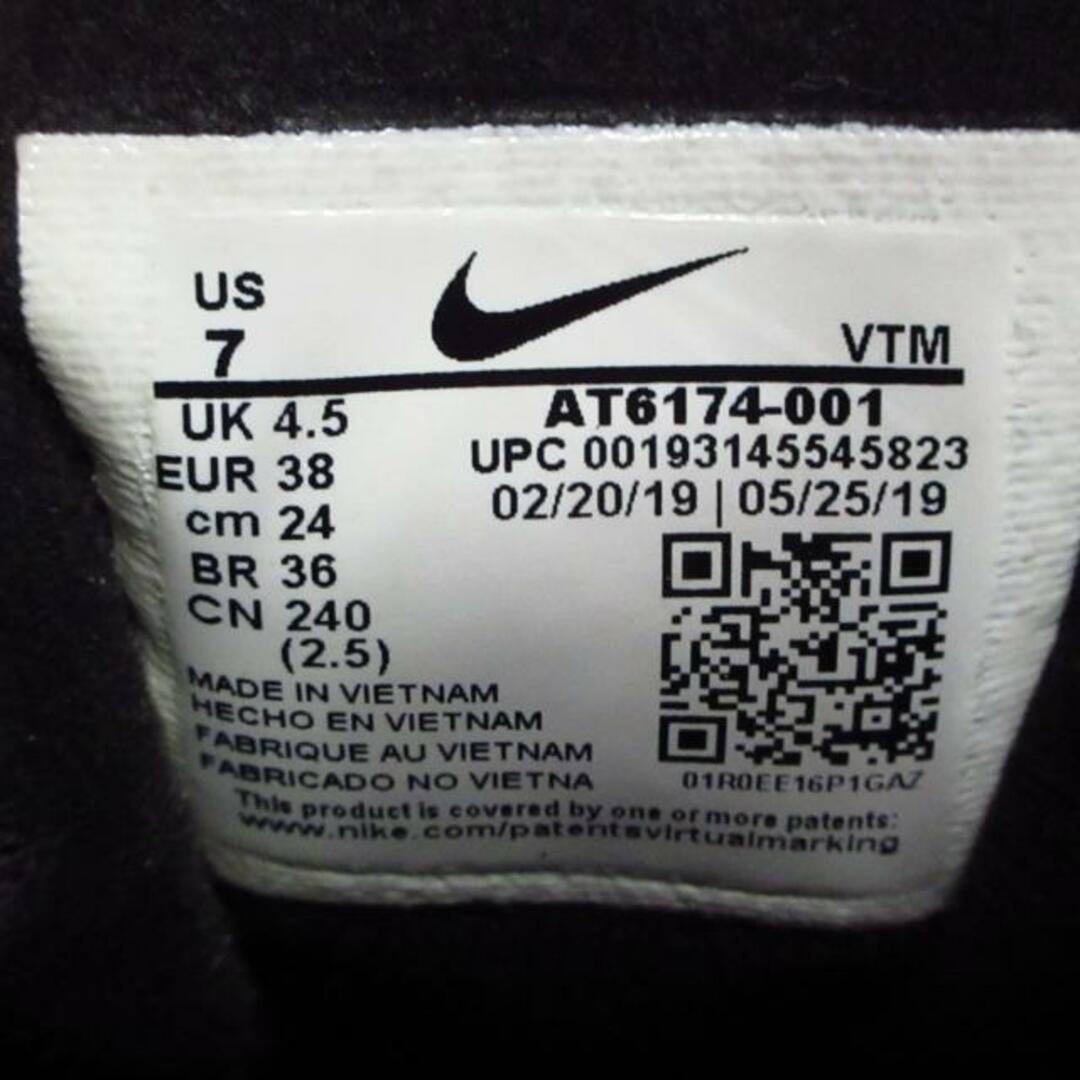 US
7
VTM
UK 4.5
EUR 38
cm 24
BR 36
CN 240
(2.5)
AT6174-001
UPC 00193145545823
02/20/19 | 05/25/19
MADE IN VIETNAM
HECHO EN VIETNAM
FABRIQUE AU VIETNAM
FABRICADO NO VIETNA
01R0EE16P1GAZ
This product is covered by one or more patents:
www.nike.com/patentsvirtualmarking